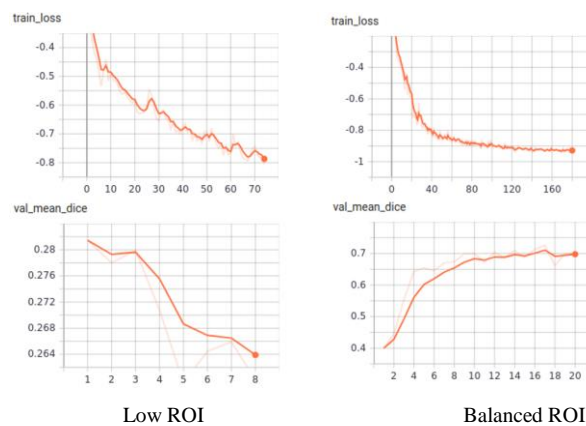 train_loss
-0.4
-0.5
-0.6
-0.7
-0.8
0 10 20 30 40 50 60 70
train_loss
-0.4
-0.6
-0.8
-1
0 40 80 120 160
val_mean_dice
0.28
0.276
0.272
0.268
0.264
1 2 3 4 5 6 7 8
val_mean_dice
0.7
0.6
0.5
0.4
2 4 6 8 10 12 14 16 18 20
Low ROI
Balanced ROI